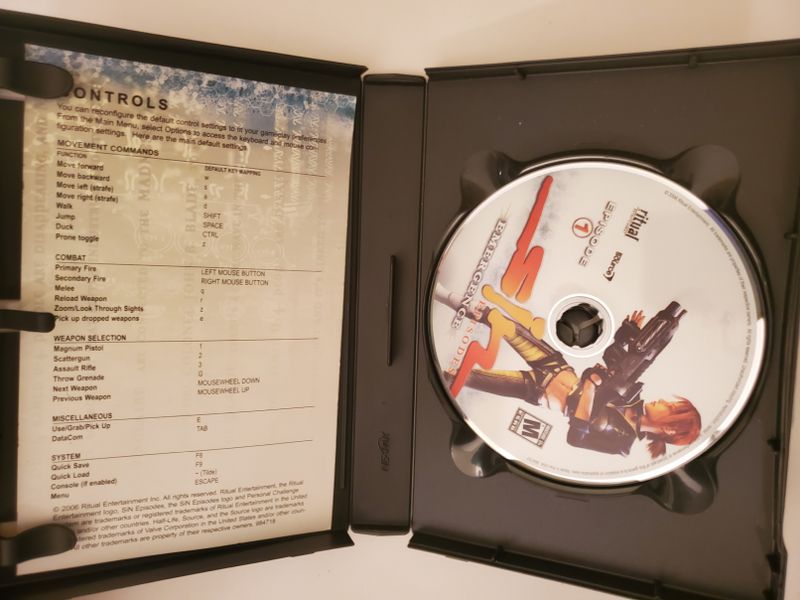 CONTROLS
You can reconfigure the default control settings to fit your gameplay preferences
From the Main Menu, select Options to access the keyboard and mouse con-
figuration settings. Here are the main default settings
MOVEMENT COMMANDS
FUNCTION DEFAULT KEY MAPPING
Move forward w
Move backward s
Move left (strafe) a
Move right (strafe) d
Walk SHIFT
Jump SPACE
Duck CTRL
Prone toggle z
COMBAT
Primary Fire LEFT MOUSE BUTTON
Secondary Fire RIGHT MOUSE BUTTON
Melee q
Reload Weapon r
Zoom/Look Through Sights z
Pick up dropped weapons e
WEAPON SELECTION
Magnum Pistol 1
Scattergun 2
Assault Rifle 3
Throw Grenade G
Next Weapon MOUSEWHEEL DOWN
Previous Weapon MOUSEWHEEL UP
MISCELLANEOUS
Use/Grab/Pick Up E
DataCom TAB
SYSTEM
Quick Save F6
Quick Load F9
Console (if enabled) ~ (Tilde)
Menu ESCAPE
© 2006 Ritual Entertainment Inc. All rights reserved. Ritual Entertainment, the Ritual
Entertainment logo, SiN Episodes, the SiN Episodes logo and Personal Challenge
are trademarks or registered trademarks of Ritual Entertainment in the United
and/or other countries. Half-Life, Source, and the Source logo are trademarks
registered trademarks of Valve Corporation in the United States and/or other coun-
other trademarks are property of their respective owners. 984718
SiN
EPISODES
EMERGENCE
EPISODE 1
ritual
source
M